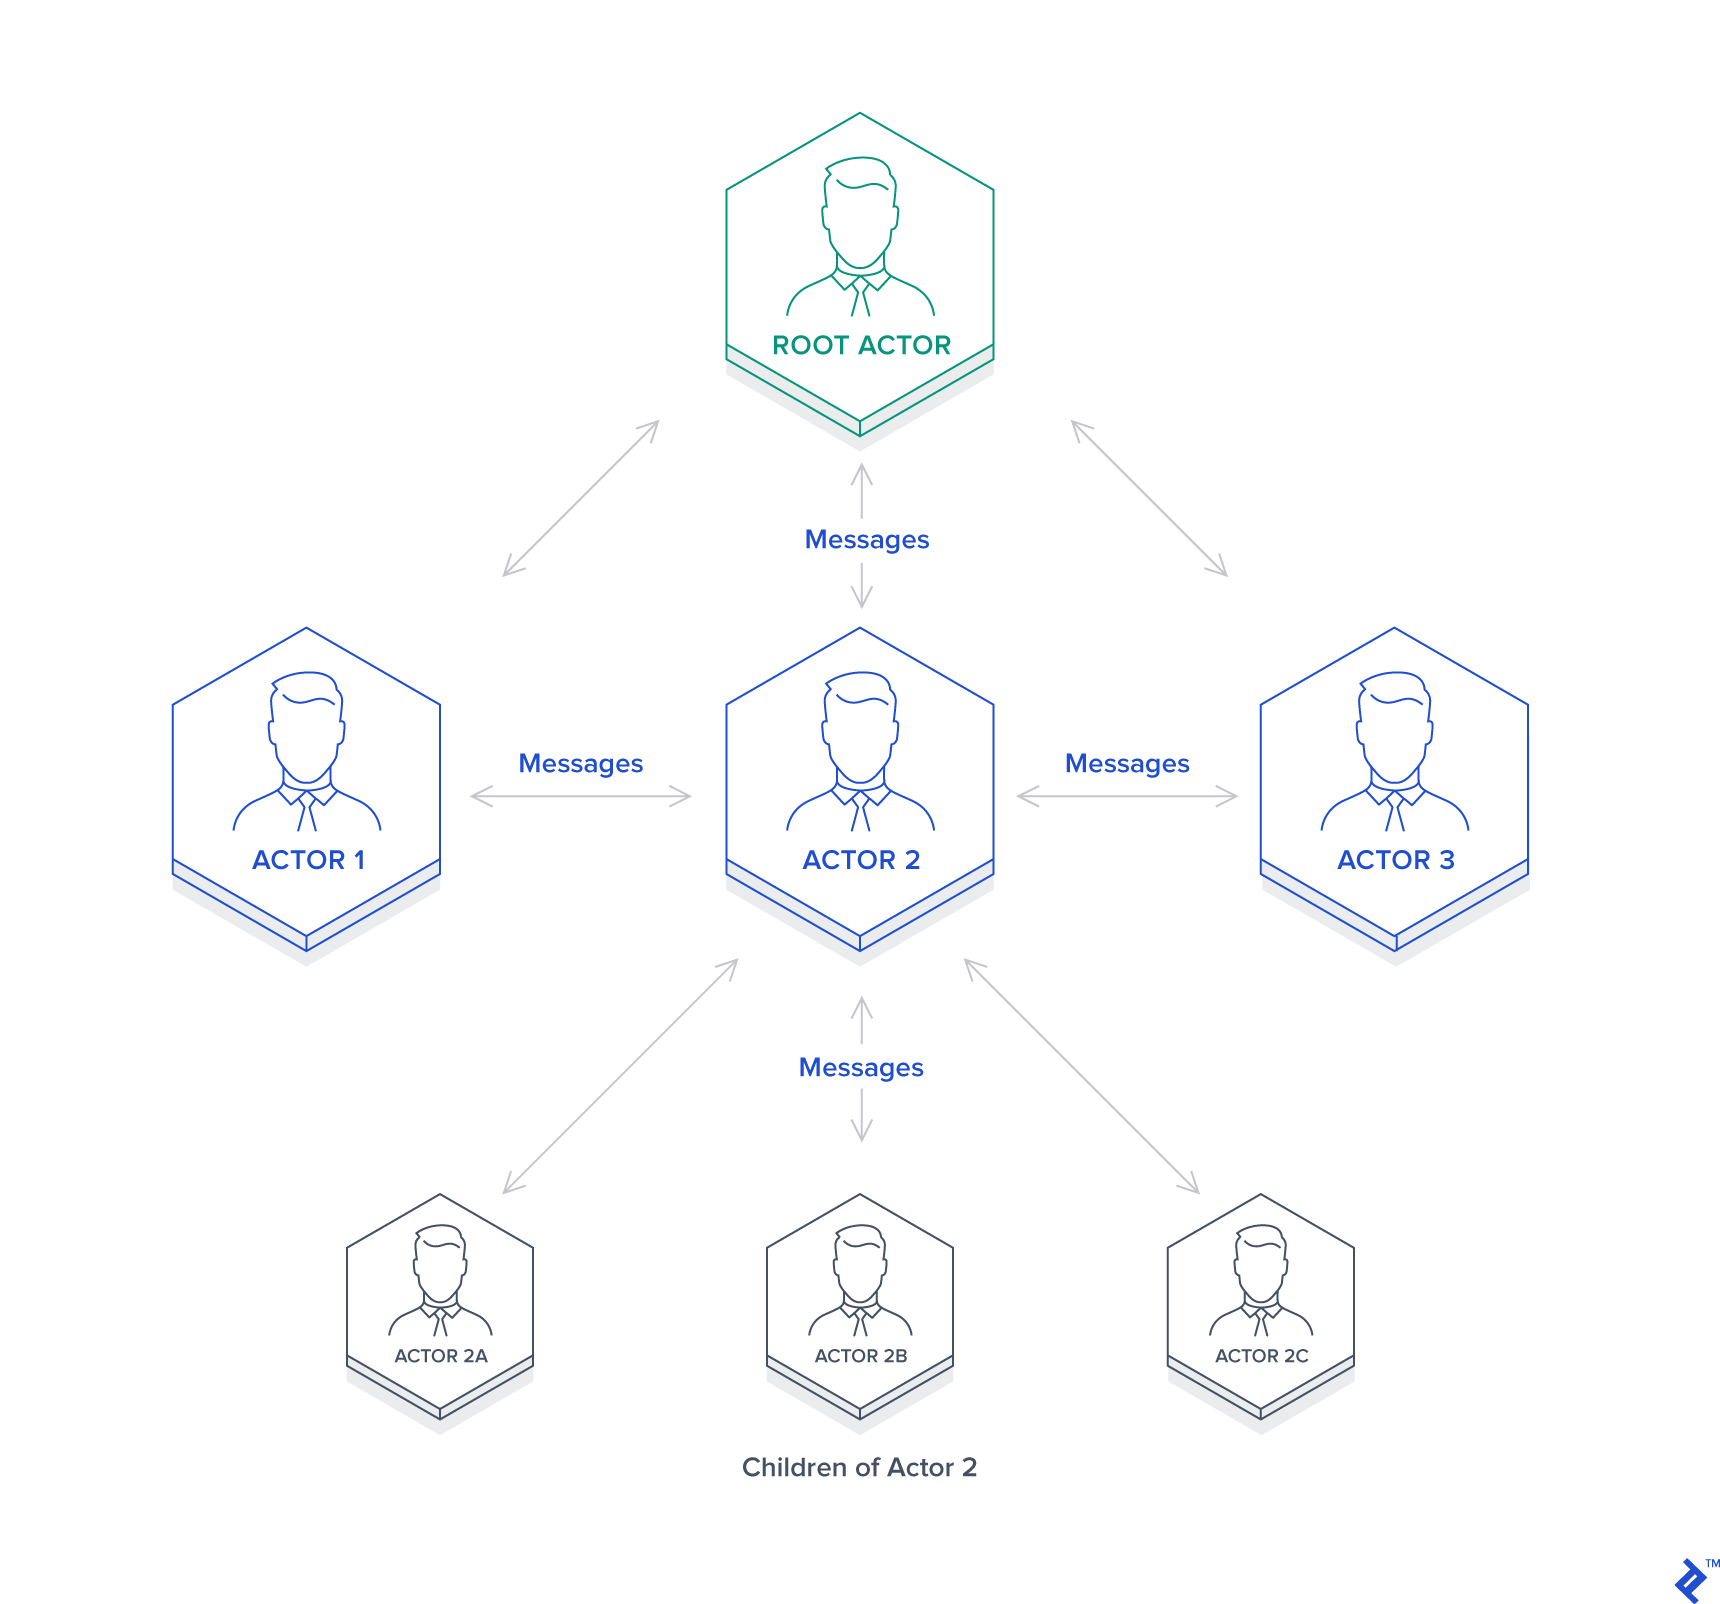 ROOT ACTOR
Messages
Messages
Messages
ACTOR 1
ACTOR 2
ACTOR 3
Messages
ACTOR 2A
ACTOR 2B
ACTOR 2C
Children of Actor 2
TM